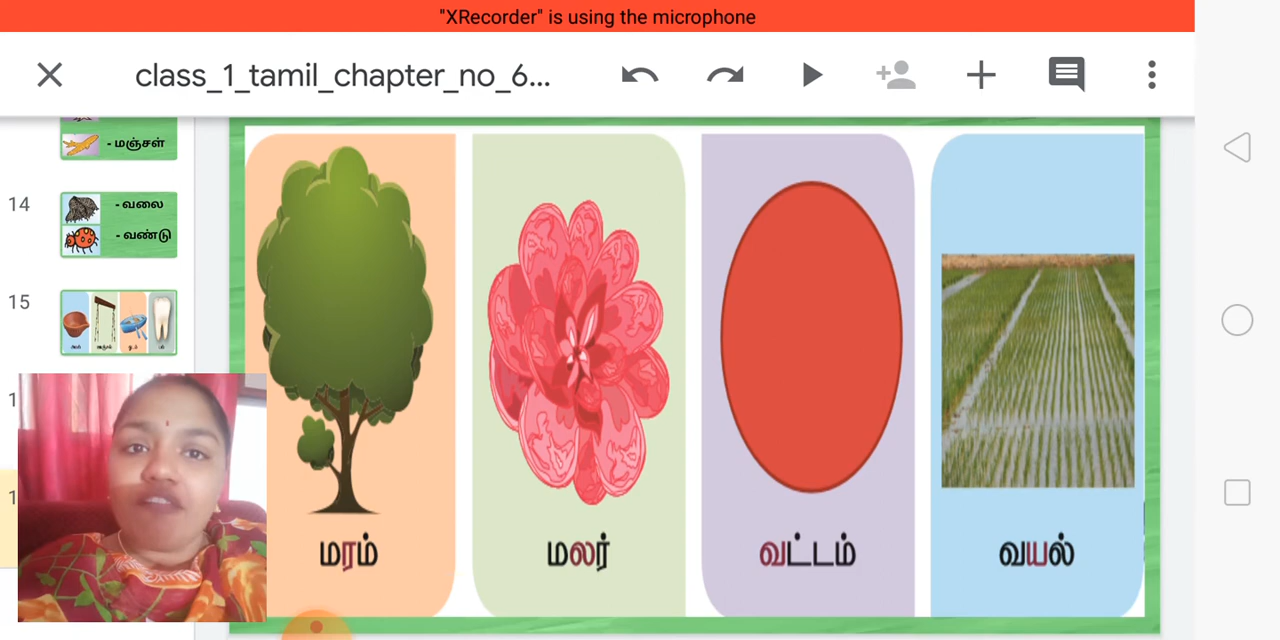 "XRecorder" is using the microphone
class_1_tamil_chapter_no_6...
- மஞ்சள்
14
- வலை
- வண்டு
15
மரம்
மலர்
வட்டம்
வயல்